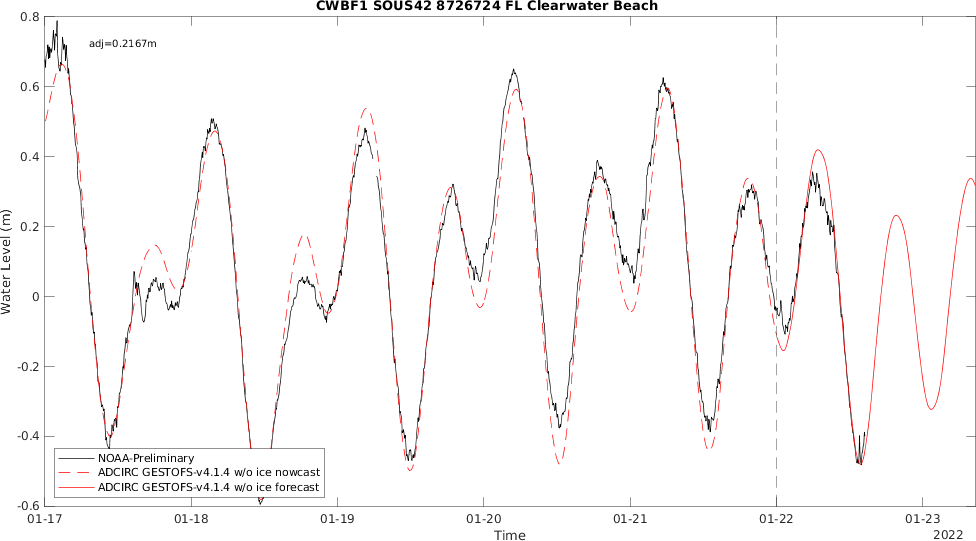 CWBF1 SOUS42 8726724 FL Clearwater Beach
adj=0.2167m
0.8
0.6
0.4
0.2
0
-0.2
-0.4
-0.6
Water Level (m)
NOAA-Preliminary
ADCIRC GESTOFS-v4.1.4 w/o ice nowcast
ADCIRC GESTOFS-v4.1.4 w/o ice forecast
01-17 01-18 01-19 01-20 01-21 01-22 01-23
Time
2022